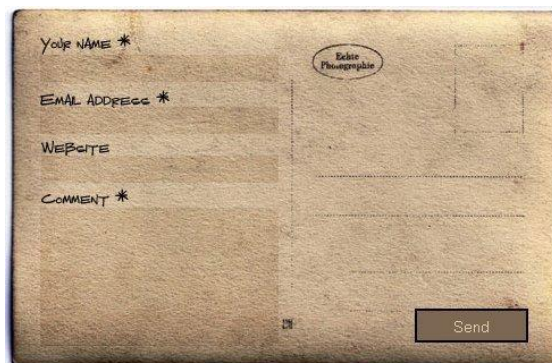 YOUR NAME *
EMAIL ADDRESS *
WEBSITE
COMMENT *
Echte
Photographie
Send